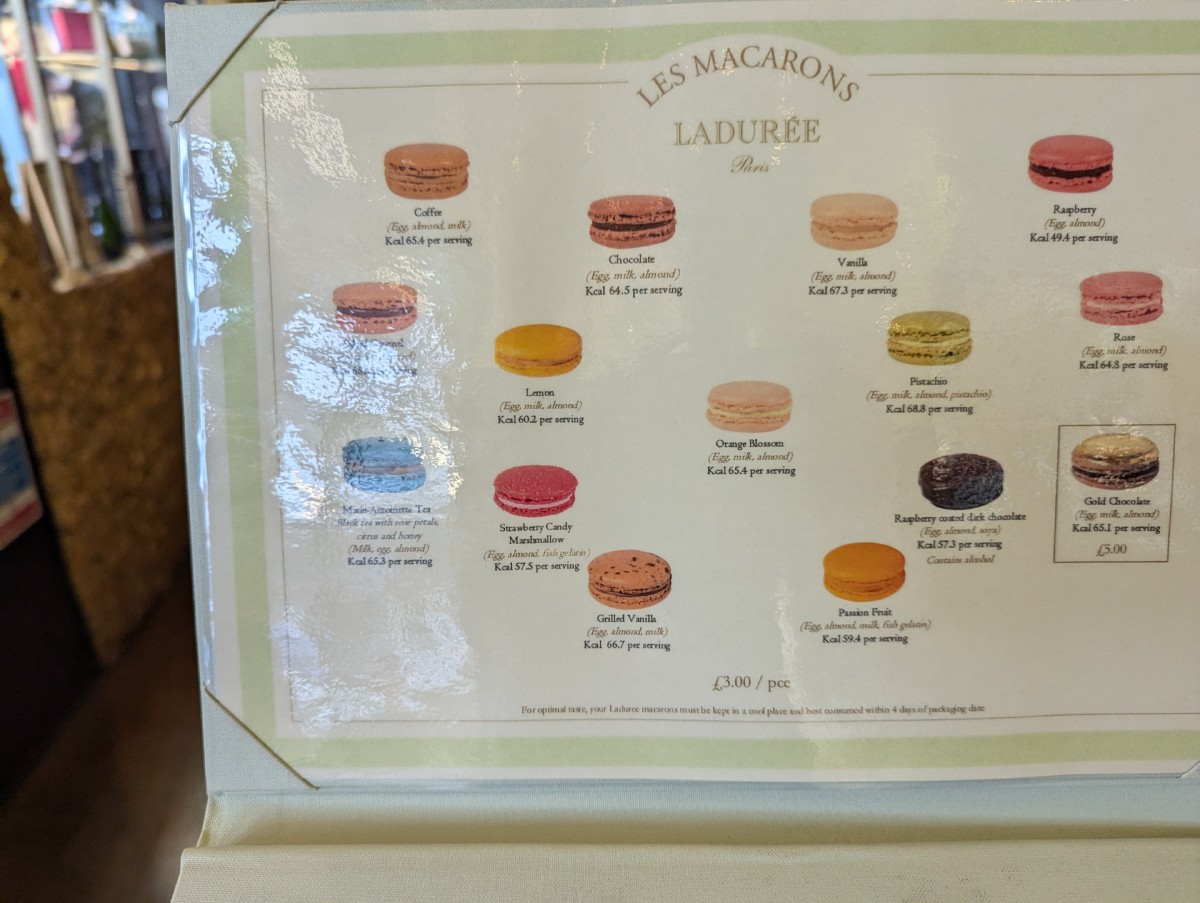 LES MACARONS
LADURÉE
Paris
Coffee
(Egg, almond, milk)
Kcal 65.4 per serving
Chocolate
(Egg, milk, almond)
Kcal 64.5 per serving
Vanilla
(Egg, milk, almond)
Kcal 67.3 per serving
Raspberry
(Egg, almond)
Kcal 49.4 per serving
Lemon
(Egg, milk, almond)
Kcal 60.2 per serving
Pistachio
(Egg, milk, almond, pistachio)
Kcal 68.8 per serving
Rose
(Egg, milk, almond)
Kcal 64.8 per serving
Orange Blossom
(Egg, milk, almond)
Kcal 65.4 per serving
Marie-Antoinette Tea
Black tea with rose petals,
citrus and honey
(Milk, egg, almond)
Kcal 65.3 per serving
Strawberry Candy
Marshmallow
(Egg, almond, fish gelatin)
Kcal 57.5 per serving
Raspberry coated dark chocolate
(Egg, almond, soya)
Kcal 57.3 per serving
Contains alcohol
Gold Chocolate
(Egg, milk, almond)
Kcal 65.1 per serving
£5.00
Grilled Vanilla
(Egg, almond, milk)
Kcal 66.7 per serving
Passion Fruit
(Egg, almond, milk, fish gelatin)
Kcal 59.4 per serving
£3.00 / pce
For optimal taste, your Laduree macarons must be kept in a cool place and best consumed within 4 days of packaging date